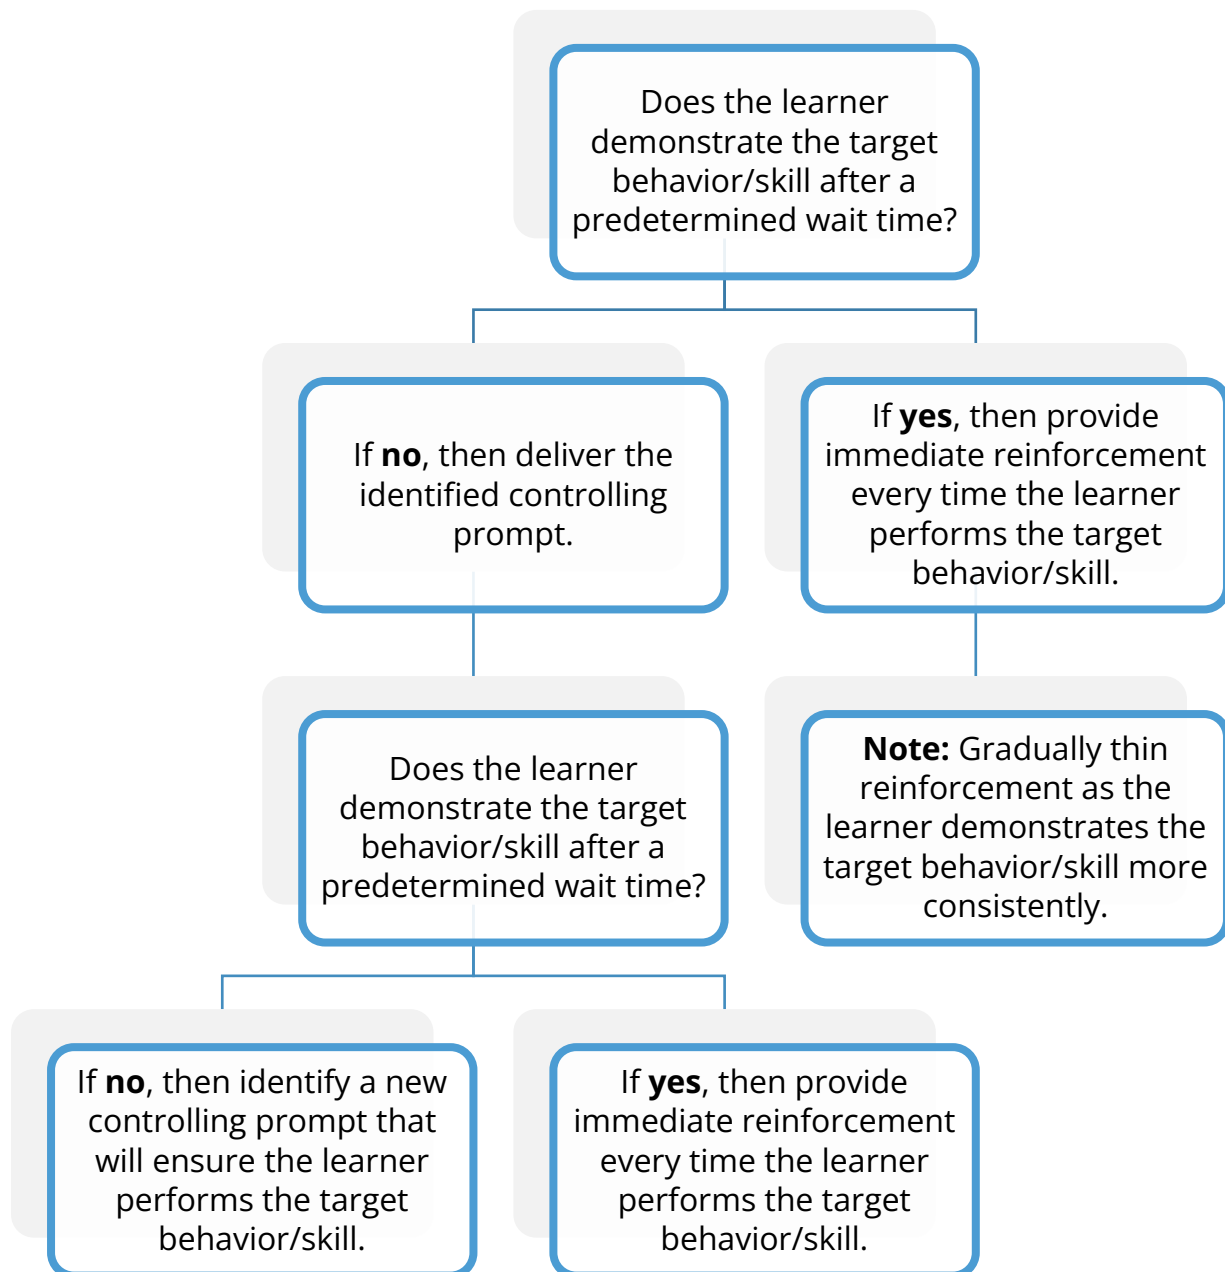 Does the learner
demonstrate the target
behavior/skill after a
predetermined wait time?
If no, then deliver the
identified controlling
prompt.
If yes, then provide
immediate reinforcement
every time the learner
performs the target
behavior/skill.
Does the learner
demonstrate the target
behavior/skill after a
predetermined wait time?
Note: Gradually thin
reinforcement as the
learner demonstrates the
target behavior/skill more
consistently.
If no, then identify a new
controlling prompt that
will ensure the learner
performs the target
behavior/skill.
If yes, then provide
immediate reinforcement
every time the learner
performs the target
behavior/skill.